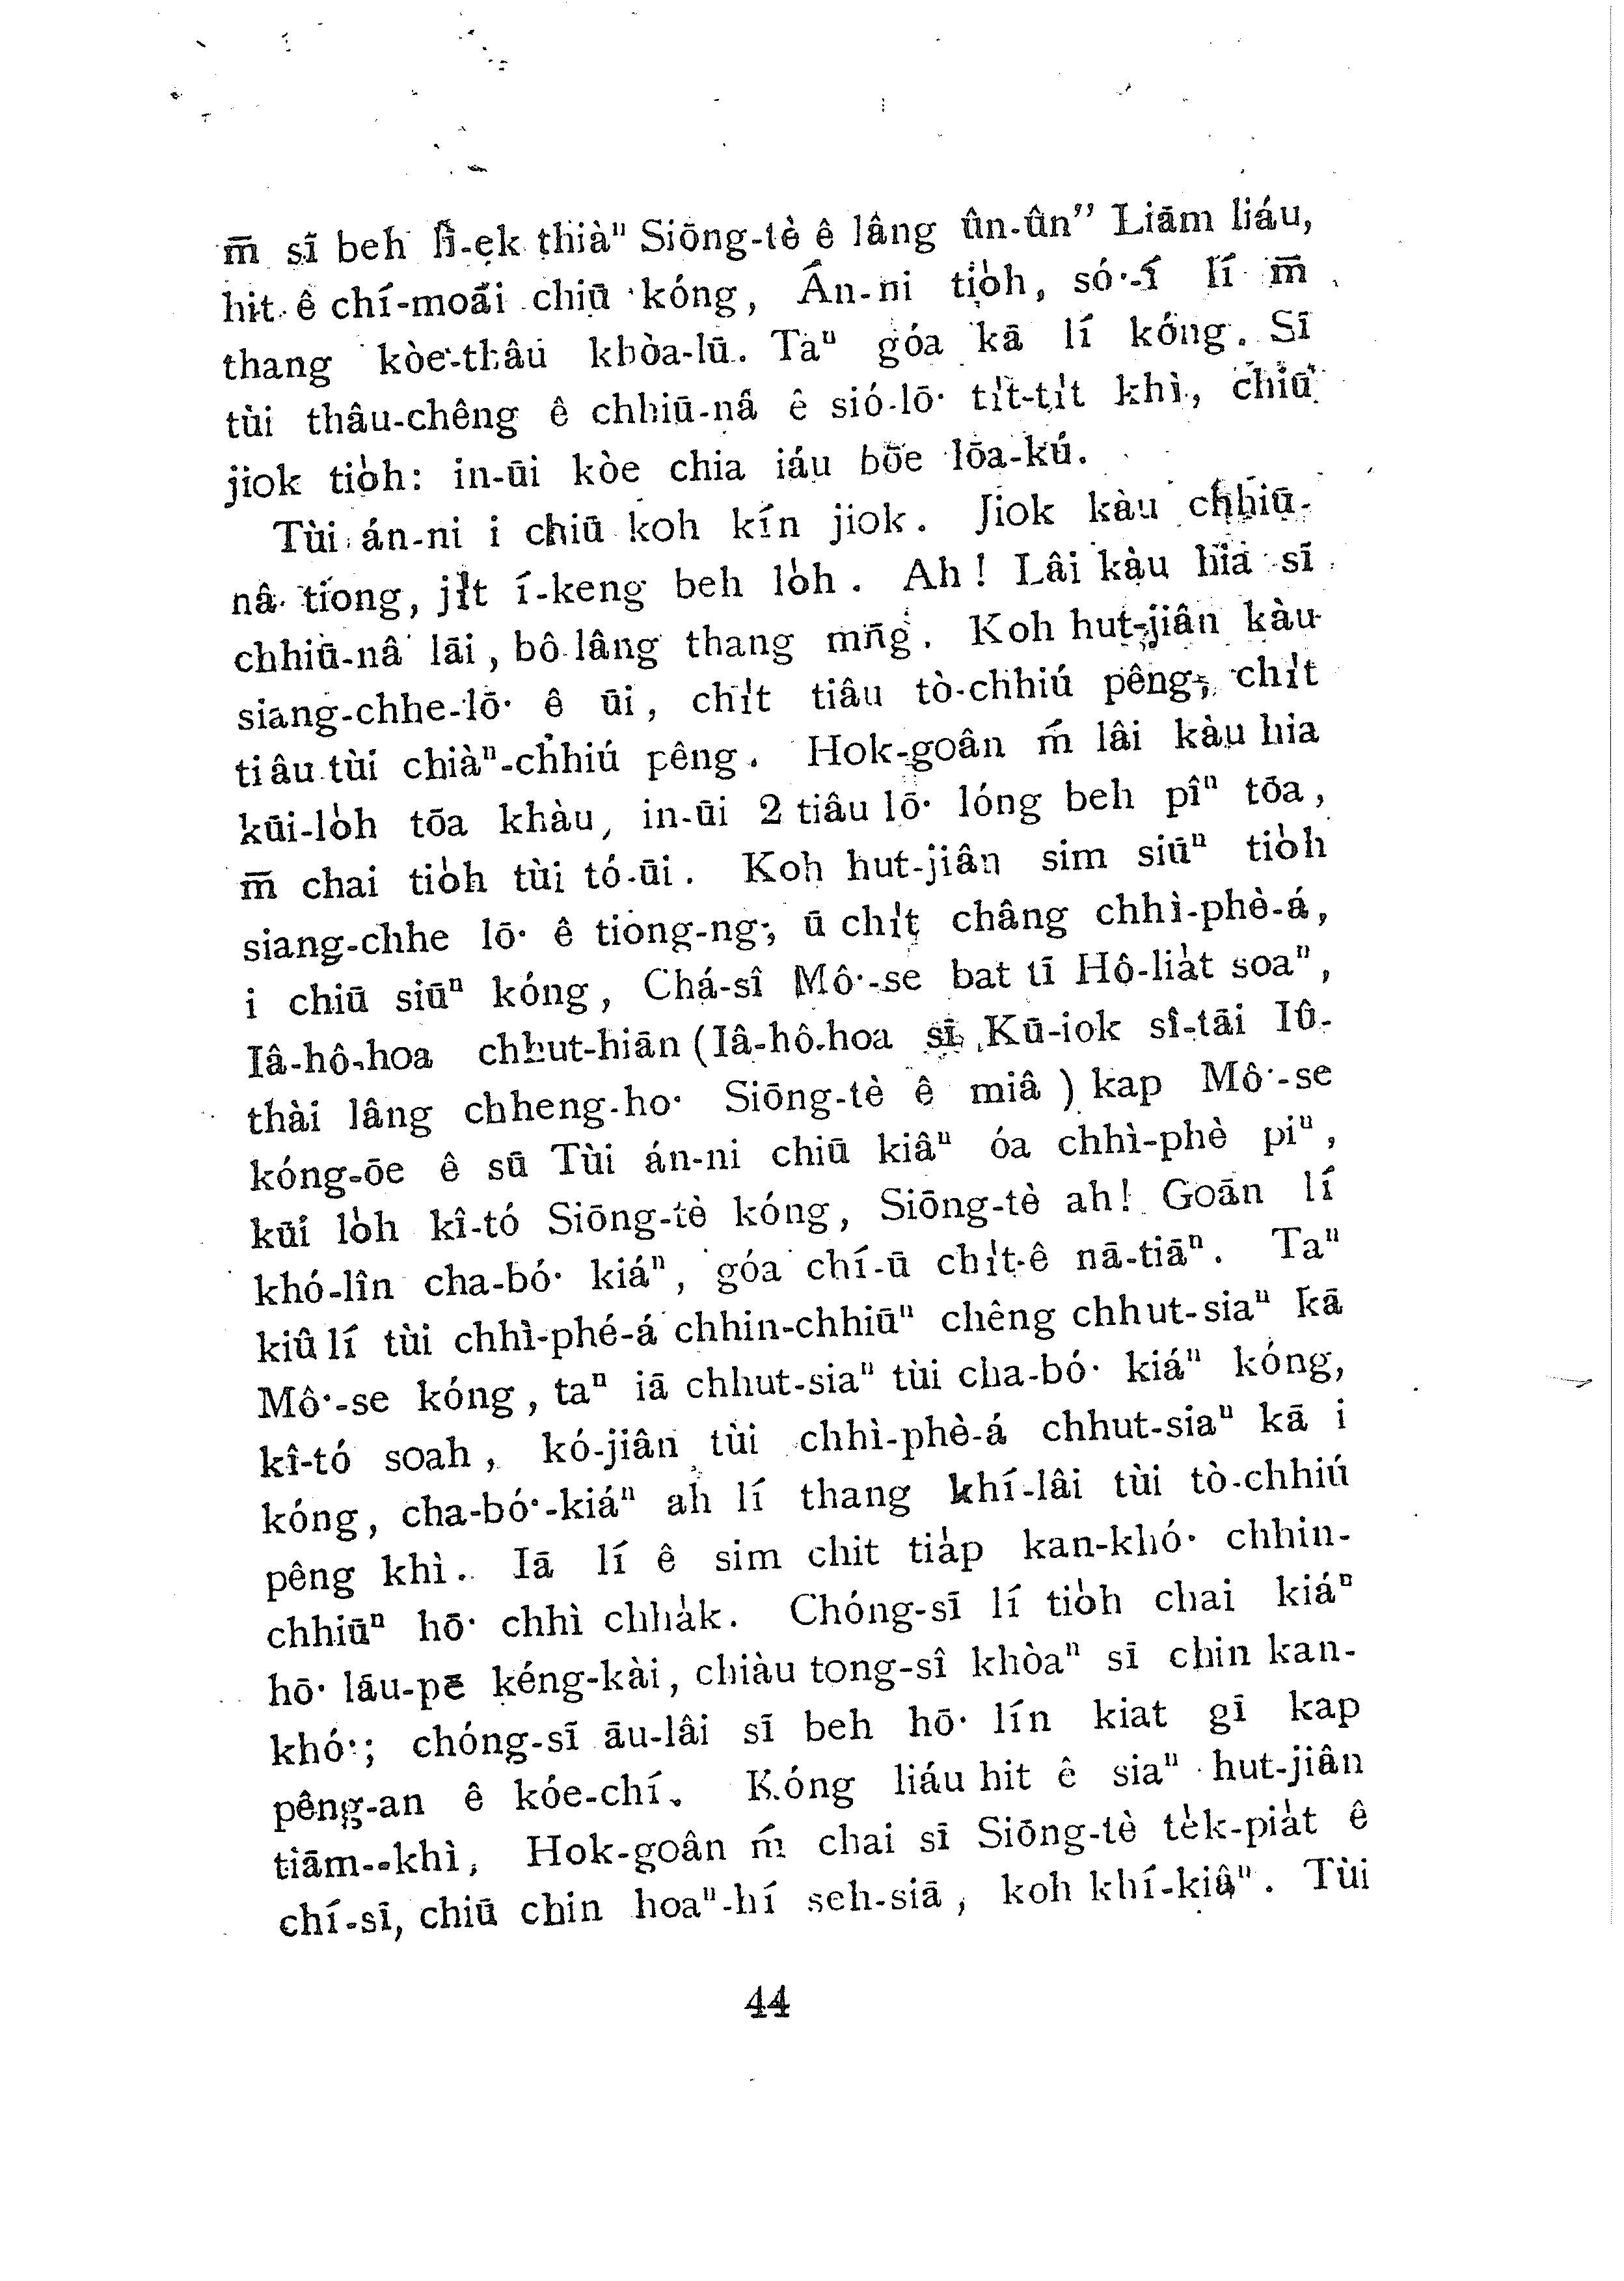 m̄ sī beh lī-ek thiàⁿ Siōng-tè ê lâng ûn-ûn” Liām liáu,
hit ê chí-moāi chiū kóng, Án-ni tio̍h, só͘-í lí m̄
thang kòe-thâu khòa-lū. Taⁿ góa kā lí kóng. Sī
tùi thâu-chêng ê chhiū-nâ ê sió-lō͘ ti̍t-ti̍t khì, chiū
jiok tio̍h: in-ūi kòe chia iáu bōe lōa-kú.
Tùi án-ni i chiū koh kín jiok. Jiok kàu chhiū-
nâ tiong, ji̍t í-keng beh lo̍h. Ah! Lâi kàu hia sī
chhiū-nâ lāi, bô lâng thang mn̄g. Koh hut-jiân kàu
siang-chhe-lō͘ ê ūi, chi̍t tiâu tò-chhiú pêng, chi̍t
tiâu tùi chiàⁿ-chhiú pêng. Hok-goân ḿ lâi kàu hia
kūi-lo̍h tōa khàu, in-ūi 2 tiâu lō͘ lóng beh pîⁿ tōa,
m̄ chai tio̍h tùi tó-ūi. Koh hut-jiân sim siūⁿ tio̍h
siang-chhe lō͘ ê tiong-ng, ū chi̍t châng chhì-phè-á,
i chiū siūⁿ kóng, Chá-sî Mô͘-se bat tī Hô-lia̍t soaⁿ,
Iâ-hô-hoa chhut-hiān (Iâ-hô-hoa sī Kū-iok sî-tāi Iû-
thài lâng chheng-ho͘ Siōng-tè ê miâ) kap Mô͘-se
kóng-ōe ê sū Tùi án-ni chiū kiâⁿ óa chhì-phè piⁿ,
kūi lo̍h kî-tó Siōng-tè kóng, Siōng-tè ah! Goān lí
khó-lîn cha-bó͘ kiáⁿ, góa chí-ū chi̍t-ê nā-tiāⁿ. Taⁿ
kiû lí tùi chhì-phé-á chhin-chhiūⁿ chêng chhut-siaⁿ kā
Mô͘-se kóng, taⁿ iā chhut-siaⁿ tùi cha-bó͘ kiáⁿ kóng,
kî-tó soah, kó-jiân tùi chhì-phè-á chhut-siaⁿ kā i
kóng, cha-bó͘-kiáⁿ ah lí thang khí-lâi tùi tò-chhiú
pêng khì. Iā lí ê sim chit tia̍p kan-khó͘ chhin-
chhiūⁿ hō͘ chhì chha̍k. Chóng-sī lí tio̍h chai kiáⁿ
hō͘ lāu-pē kéng-kài, chiàu tong-sî khòaⁿ sī chin kan-
khó͘; chóng-sī āu-lâi sī beh hō͘ lín kiat gī kap
pêng-an ê kóe-chí. Kóng liáu hit ê siaⁿ hut-jiân
tiām--khì, Hok-goân ḿ chai sī Siōng-tè te̍k-pia̍t ê
chí-sī, chiū chin hoaⁿ-hí seh-siā, koh khí-kiâⁿ. Tùi
44